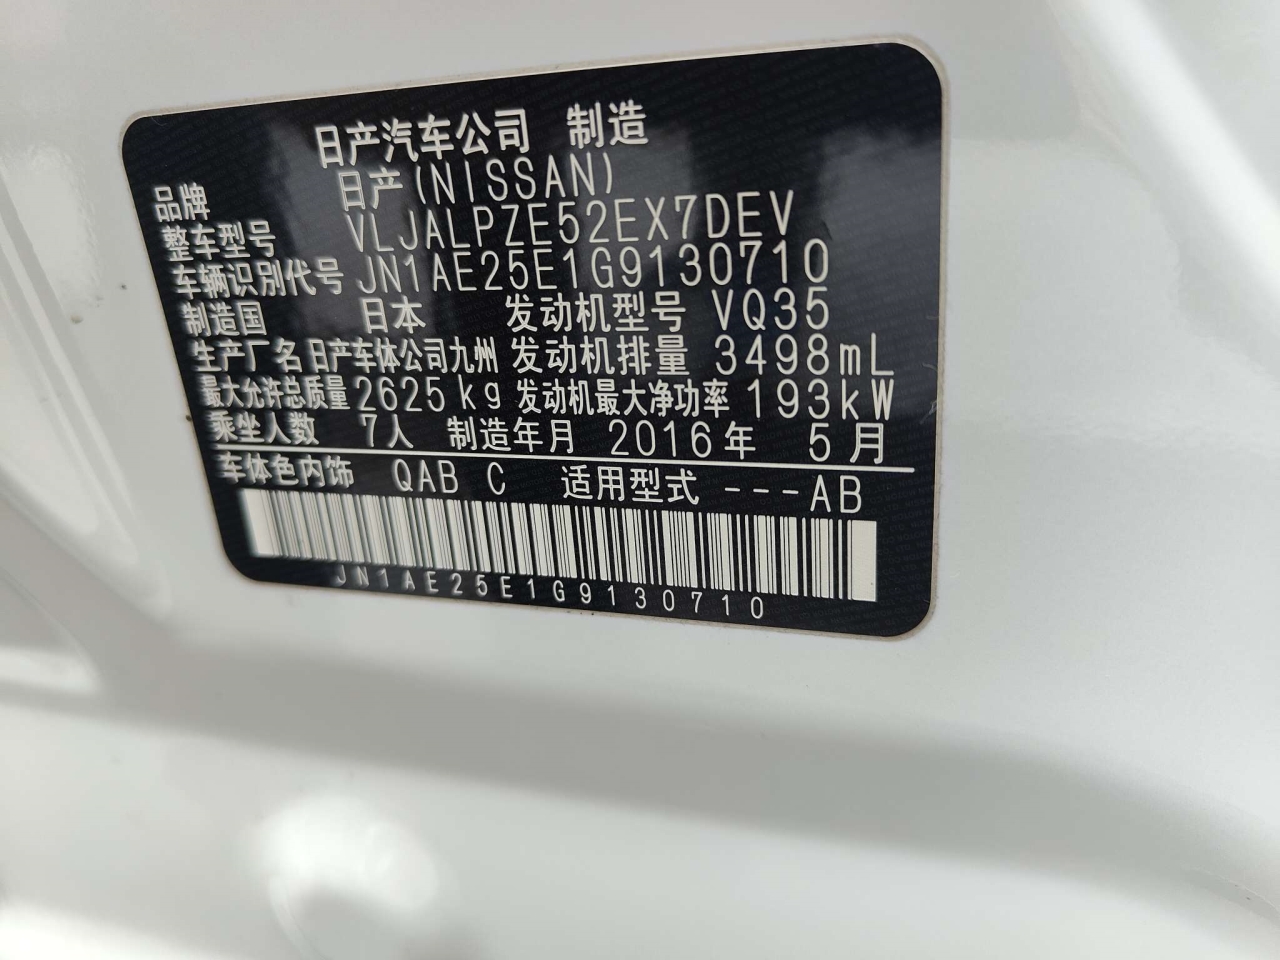 日产汽车公司 制造
品牌 日产(NISSAN)
整车型号 VLJALPZE52EX7DEV
车辆识别代号 JN1AE25E1G9130710
制造国 日本 发动机型号 VQ35
生产厂名 日产车体公司九州 发动机排量 3498mL
最大允许总质量 2625kg 发动机最大净功率 193kW
乘坐人数 7人 制造年月 2016年 5月
车体色内饰 QAB C 适用型式 ---AB
JN1AE25E1G9130710